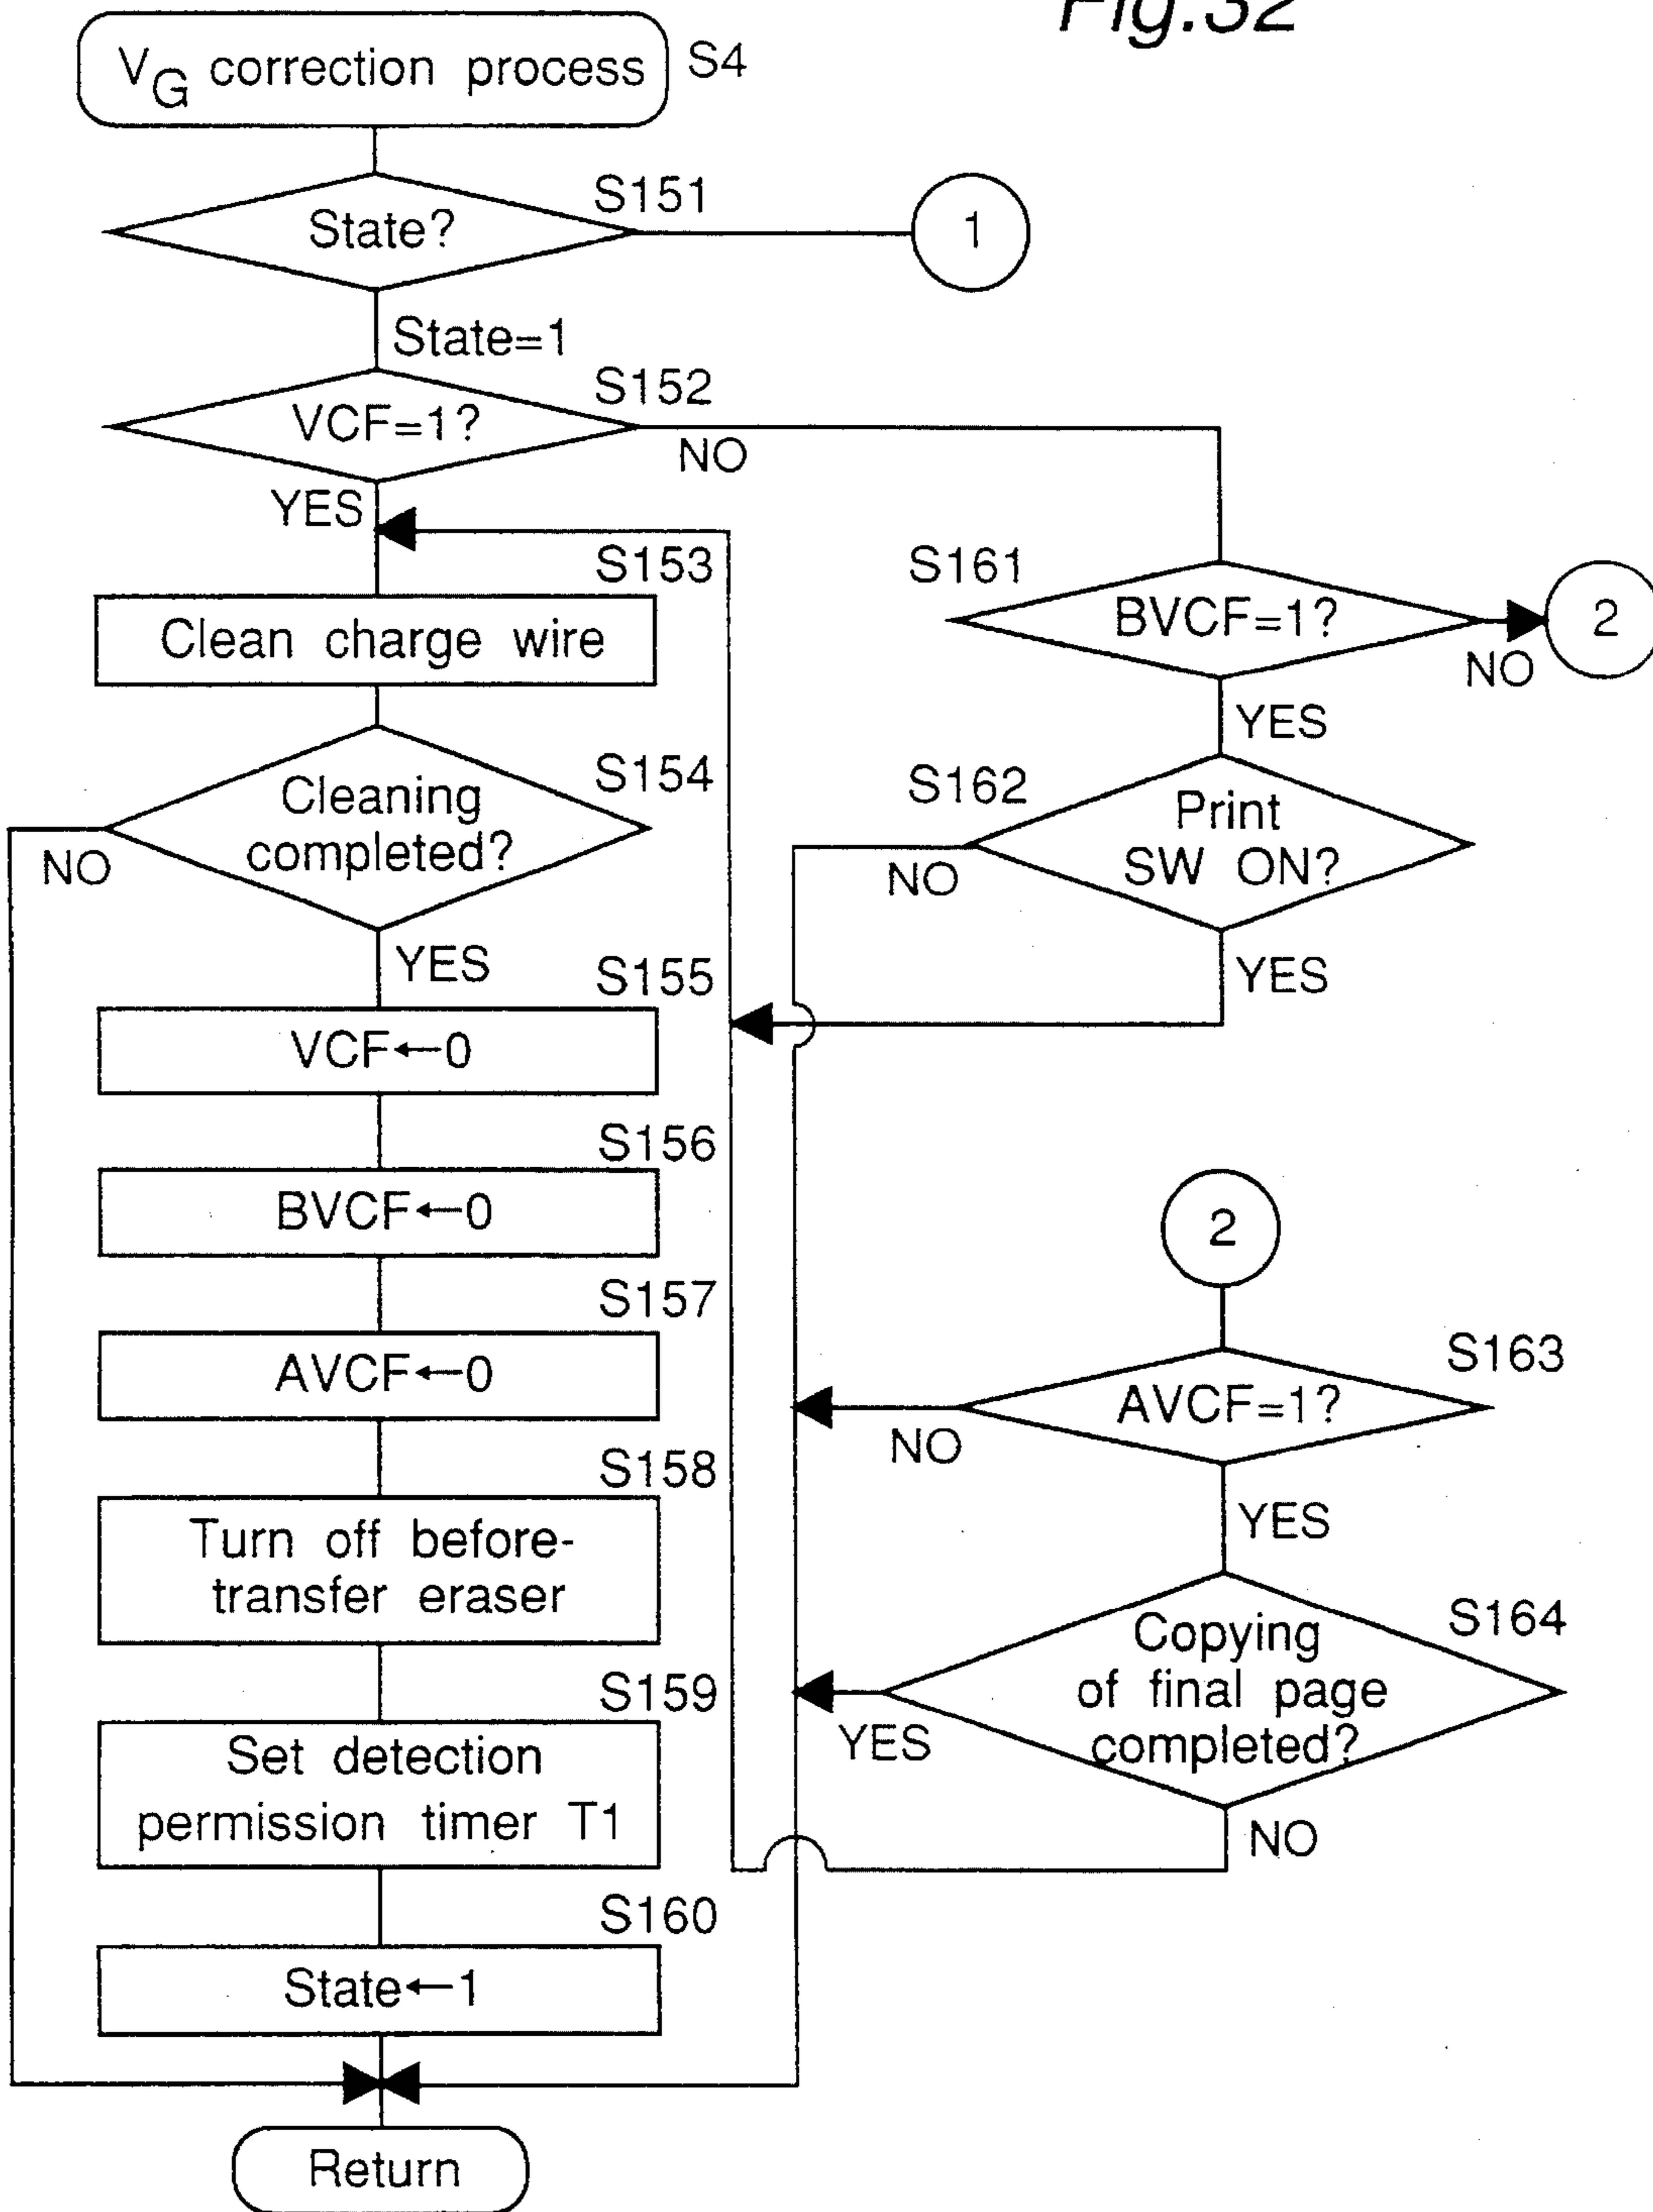 Fig.32
VG correction process S4
State? S151
1
State=1
VCF=1? S152
NO
YES
S153
Clean charge wire
Cleaning
completed?
S154
NO
YES
S155
VCF←0
S156
BVCF←0
S157
AVCF←0
S158
Turn off before-
transfer eraser
S159
Set detection
permission timer T1
S160
State←1
Return
S161
BVCF=1?
NO
2
YES
S162
Print
SW ON?
NO
YES
2
S163
AVCF=1?
NO
YES
S164
Copying
of final page
completed?
YES
NO